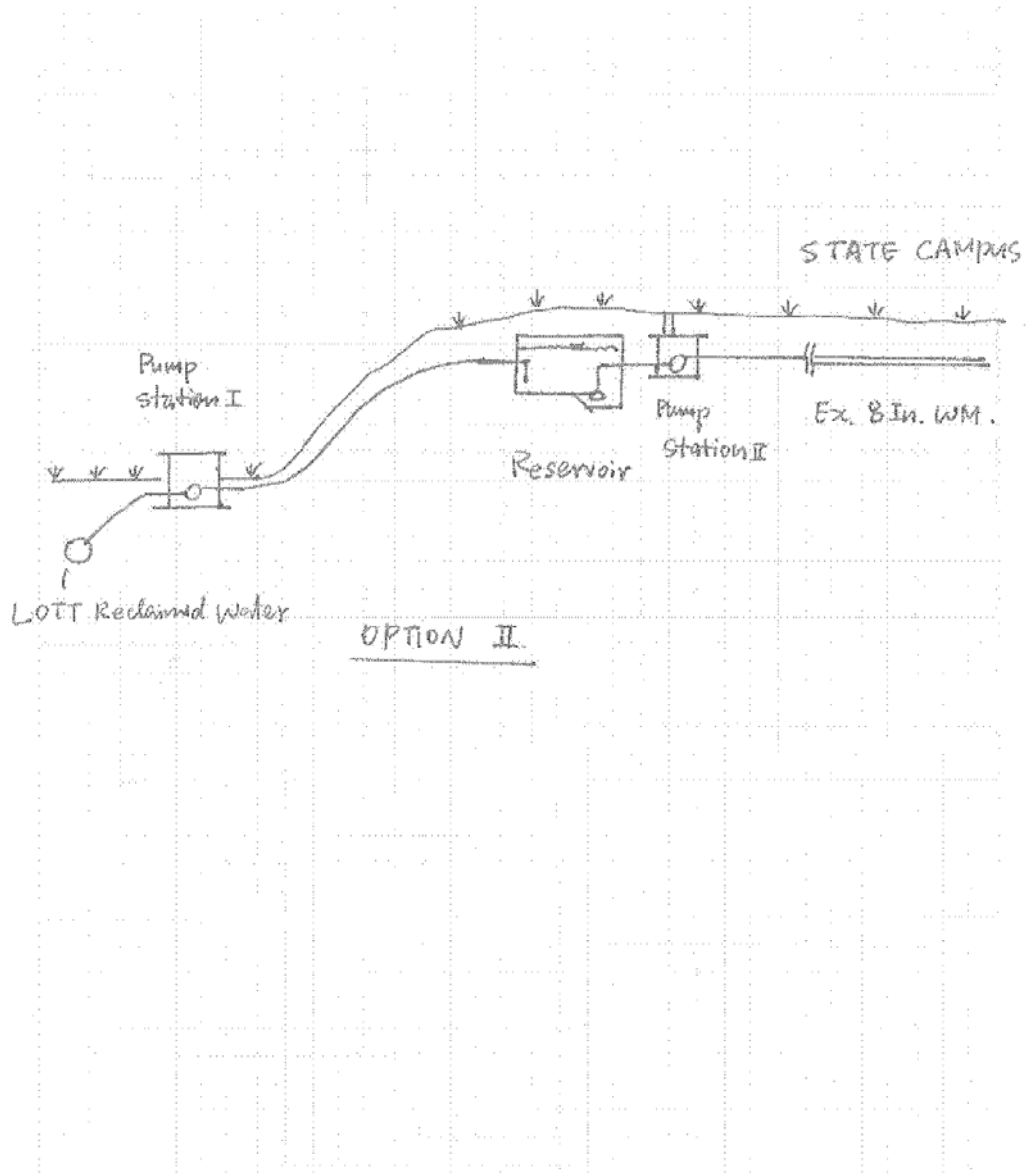 STATE CAMPUS
Pump
station I
Pump
Station II
Ex. 8 In. WM.
Reservoir
LOTT Reclaimed Water
OPTION II.